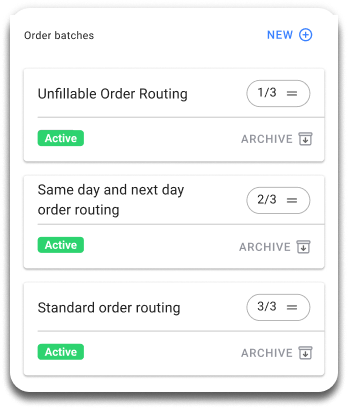 Order batches NEW
Unfillable Order Routing 1/3
Active ARCHIVE
Same day and next day
order routing 2/3
Active ARCHIVE
Standard order routing 3/3
Active ARCHIVE